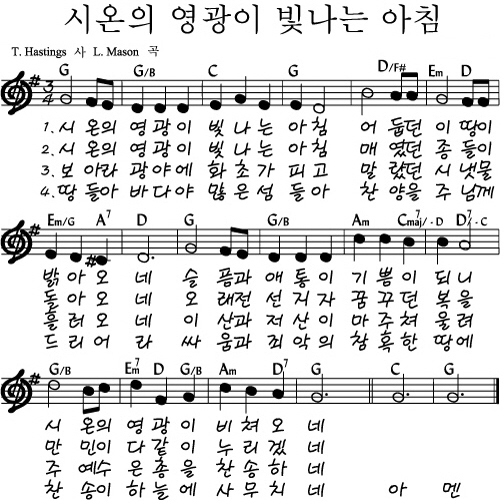 시온의 영광이 빛나는 아침
T. Hastings 사 L. Mason 곡
G G/B C G D/F# Em D
3/4
1. 시 온의 영 광 이 빛 나 는 아 침 어 둡던 이 땅이
2. 시 온의 영 광 이 빛 나 는 아 침 매 였던 종 들이
3. 보 아라 광 야 에 화 초 가 피 고 말 랐던 시 냇물
4. 땅 들아 바 다 야 많 은 섬 들 아 찬 양을 주 님께
Em/G A7 D G G/B Am Cmaj7 - D D7/ - C
밝 아 오 네 슬 픔과 애 통 이 기 쁨 이 되 니
돌 아 오 네 오 래전 선 지 자 꿈 꾸 던 복 을
흘 러 오 네 이 산과 저 산 이 마 주 쳐 울 려
드 리 어 라 싸 움과 죄 악 의 참 혹 한 땅 에
G/B G Em7 D G/B Am D7 G C G
시 온의 영 광 이 비 쳐 오 네
만 민이 다 같 이 누 리 겠 네
주 예수 은 총 을 찬 송 하 네
찬 송이 하 늘 에 사 무 치 네 아 멘